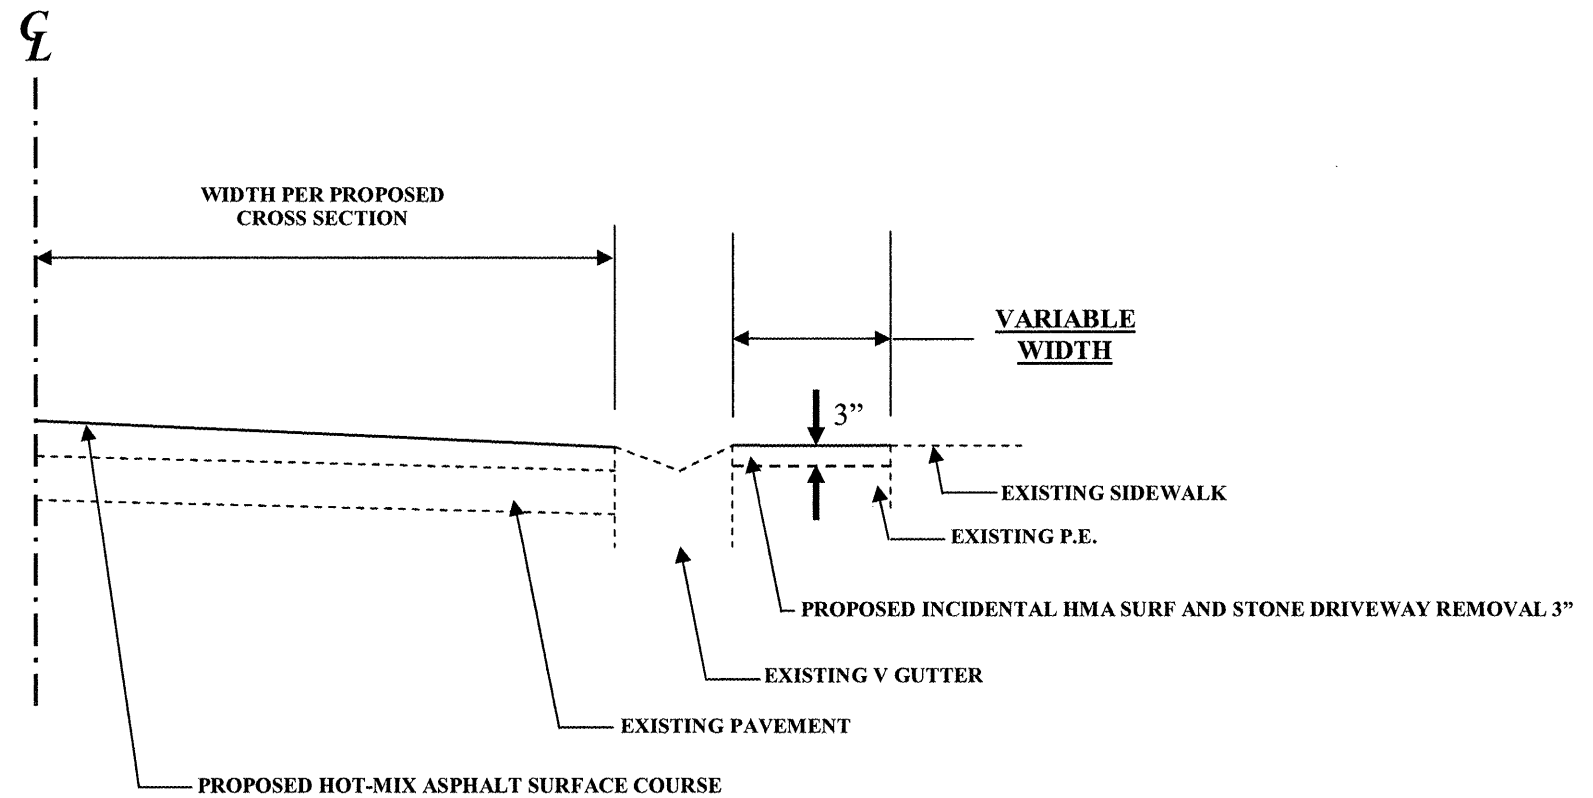 ℄
WIDTH PER PROPOSED
CROSS SECTION
VARIABLE
WIDTH
3”
EXISTING SIDEWALK
EXISTING P.E.
PROPOSED INCIDENTAL HMA SURF AND STONE DRIVEWAY REMOVAL 3”
EXISTING V GUTTER
EXISTING PAVEMENT
PROPOSED HOT-MIX ASPHALT SURFACE COURSE